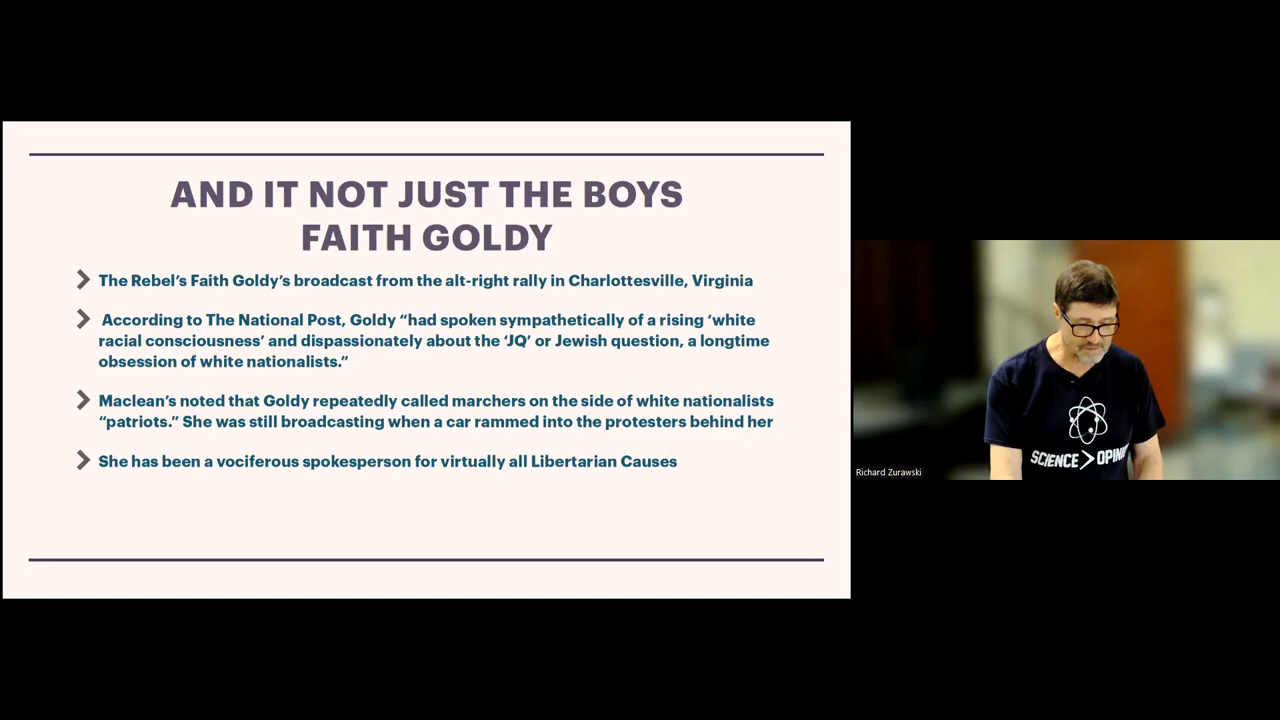 AND IT NOT JUST THE BOYS
FAITH GOLDY
The Rebel’s Faith Goldy’s broadcast from the alt-right rally in Charlottesville, Virginia
According to The National Post, Goldy “had spoken sympathetically of a rising ‘white
racial consciousness’ and dispassionately about the ‘JQ’ or Jewish question, a longtime
obsession of white nationalists.”
Maclean’s noted that Goldy repeatedly called marchers on the side of white nationalists
“patriots.” She was still broadcasting when a car rammed into the protesters behind her
She has been a vociferous spokesperson for virtually all Libertarian Causes
SCIENCE>OPINI
Richard Zurawski